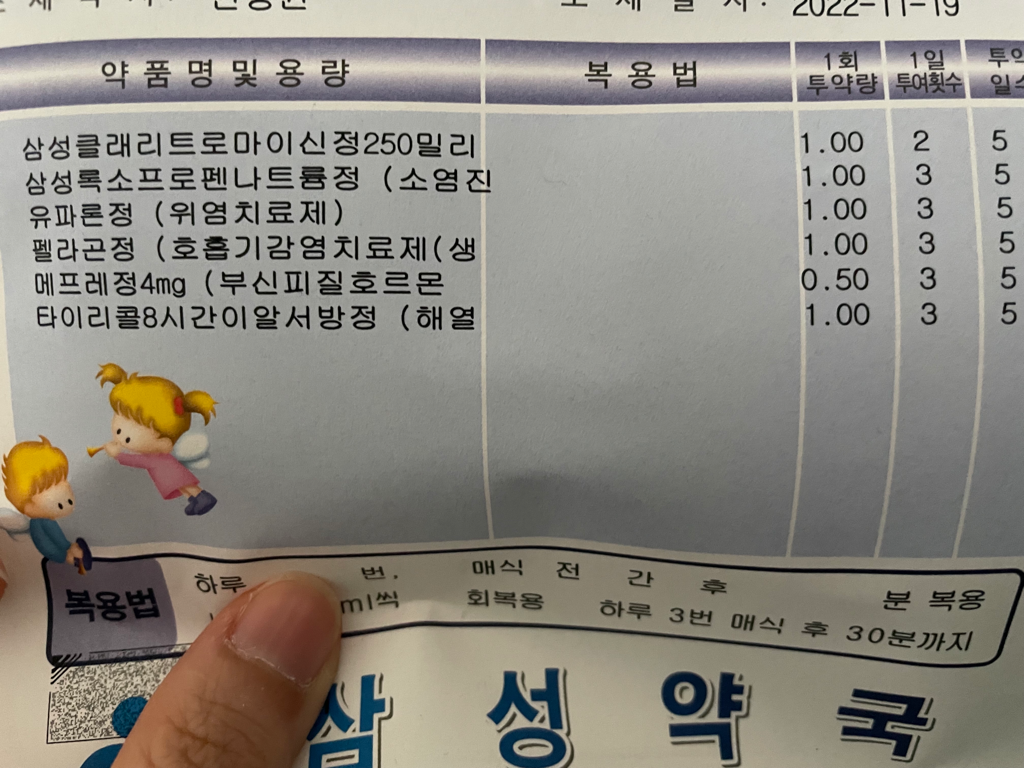 2022-11-19
약품명및용량 복용법 1회 투약량 1일 투여횟수 투약
삼성클래리트로마이신정250밀리 1.00 2 5
삼성록소프로펜나트륨정 (소염진 1.00 3 5
유파론정 (위염치료제) 1.00 3 5
펠라곤정 (호흡기감염치료제(생 1.00 3 5
메프레정4mg (부신피질호르몬 0.50 3 5
타이리콜8시간이알서방정 (해열 1.00 3 5
복용법
하루 번, 매식 전 간 후 분 복용
ml씩 회복용 하루 3번 매식 후 30분까지
삼성약국